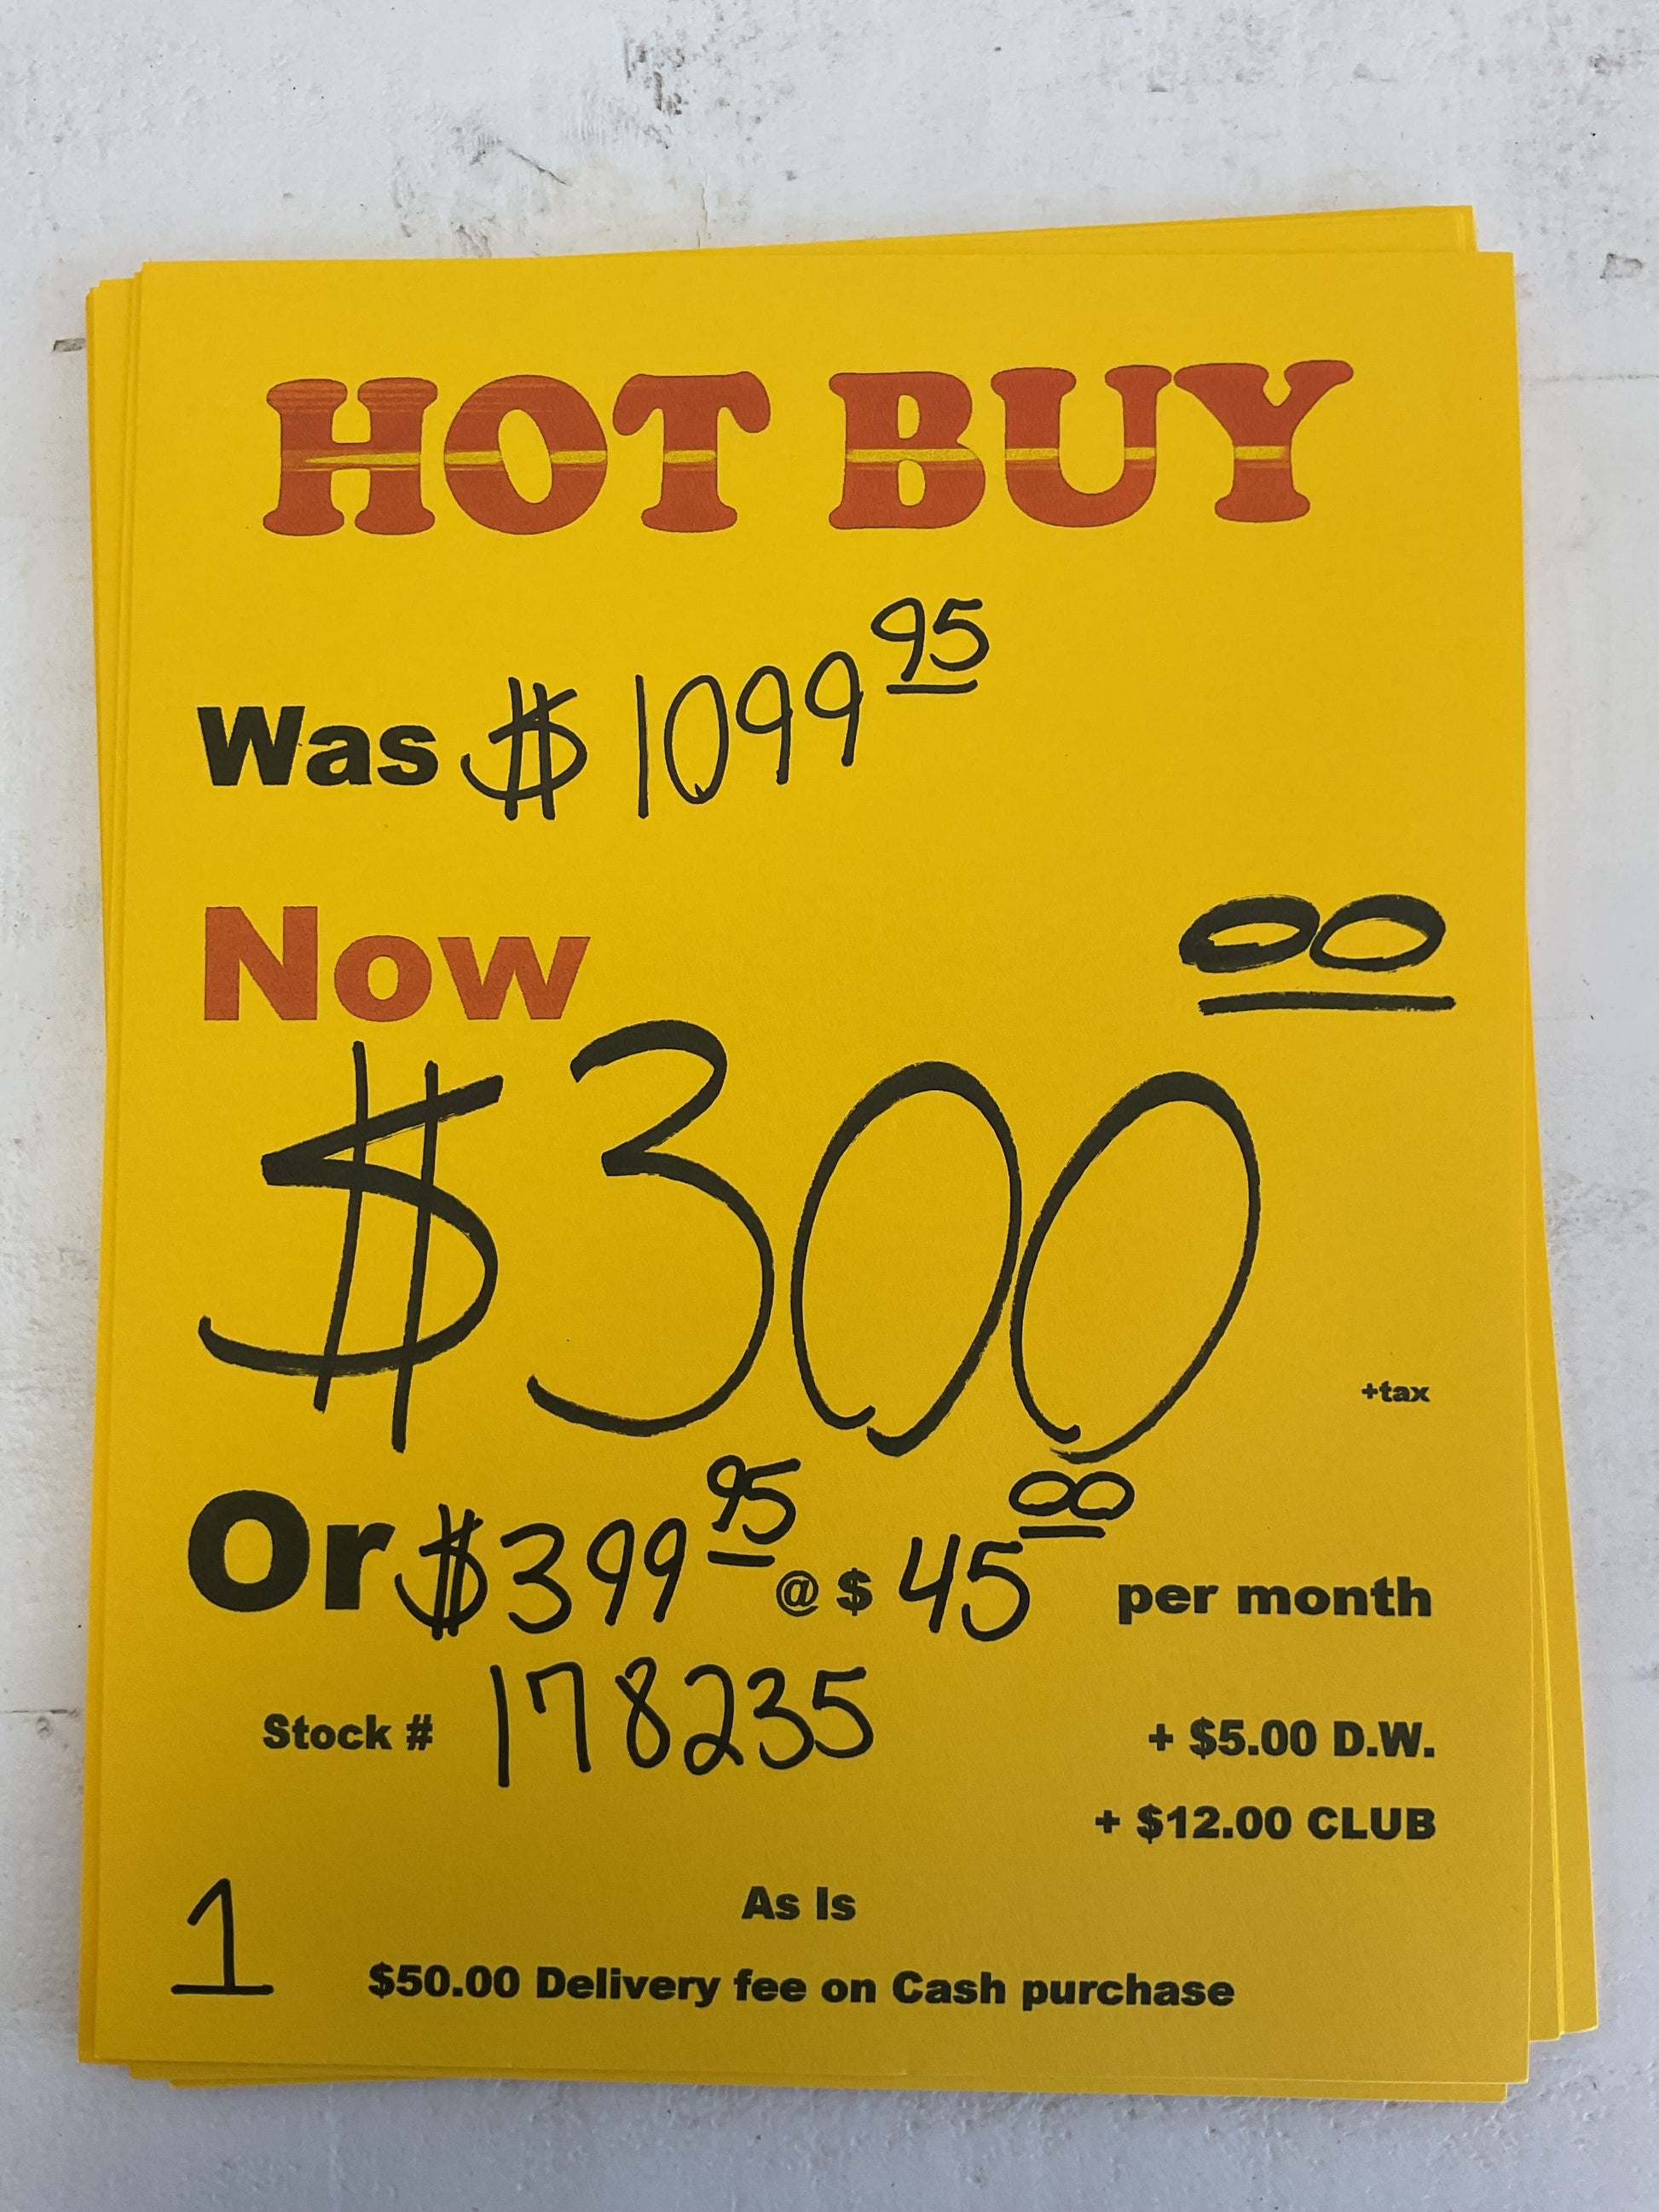 HOT BUY
Was $ 1099 95
Now
$300 00
+tax
Or $399 95 @ $ 45 00 per month
Stock # 178235
+ $5.00 D.W.
+ $12.00 CLUB
As Is
1
$50.00 Delivery fee on Cash purchase